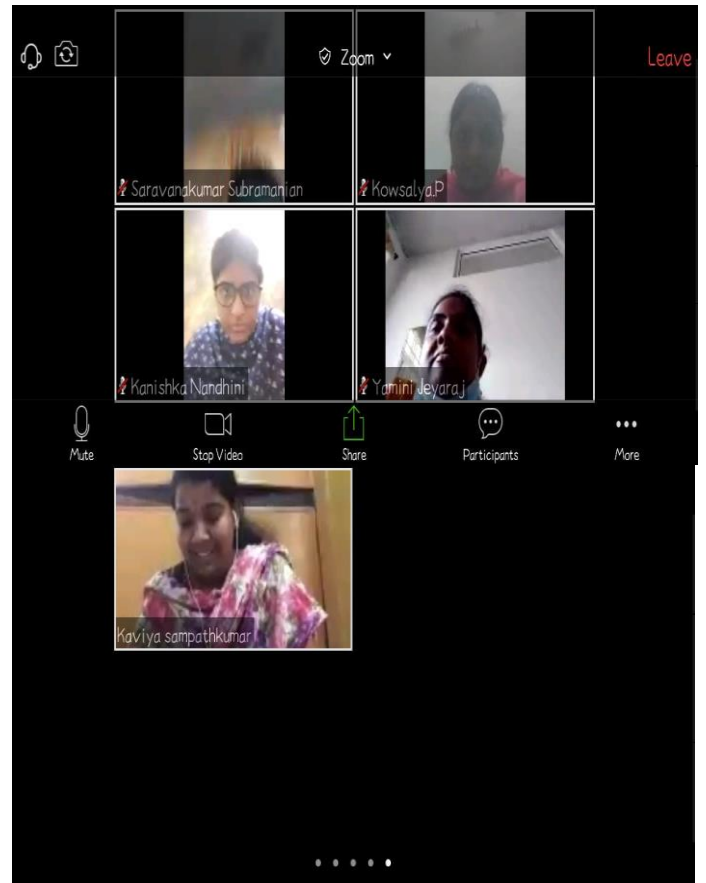 Zoom
Leave
Saravanakumar Subramanian
Kowsalya.P
Kanishka Nandhini
Yamini Jeyaraj
Mute
Stop Video
Share
Participants
More
Kaviya sampathkumar